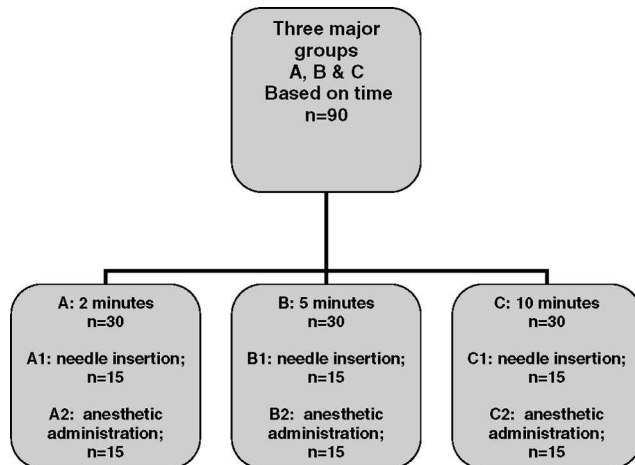 Three major
groups
A, B & C
Based on time
n=90
A: 2 minutes
n=30
A1: needle insertion;
n=15
A2: anesthetic
administration;
n=15
B: 5 minutes
n=30
B1: needle insertion;
n=15
B2: anesthetic
administration;
n=15
C: 10 minutes
n=30
C1: needle insertion;
n=15
C2: anesthetic
administration;
n=15